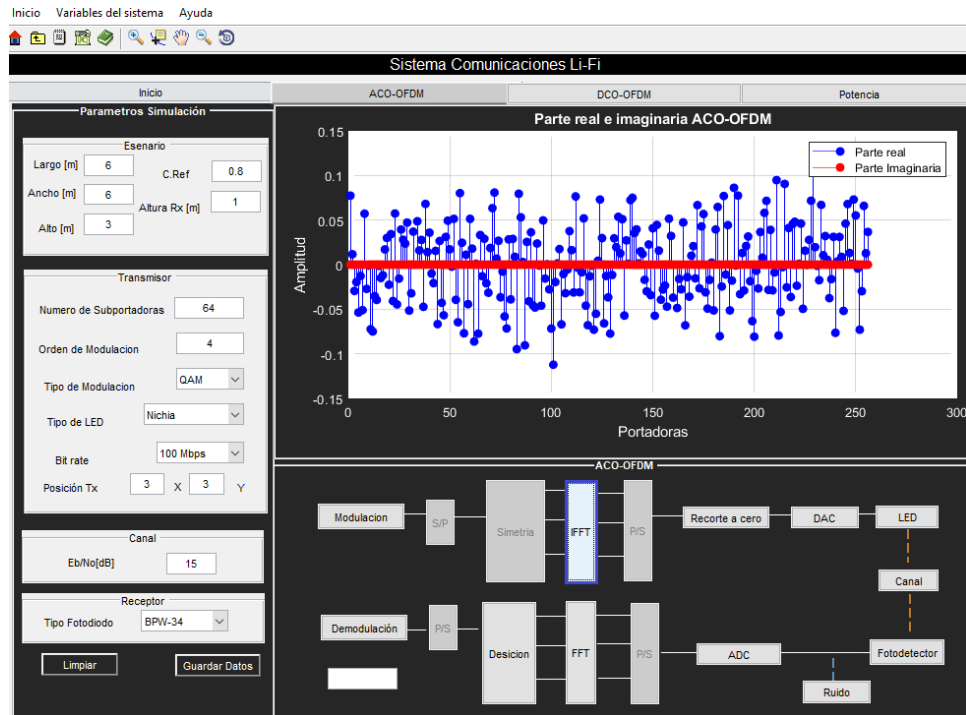 Inicio Variables del sistema Ayuda
Sistema Comunicaciones Li-Fi
Inicio ACO-OFDM DCO-OFDM Potencia
Parametros Simulación
Esenario
Largo [m] 6 C.Ref 0.8
Ancho [m] 6 Altura Rx [m] 1
Alto [m] 3
Transmisor
Numero de Subportadoras 64
Orden de Modulacion 4
Tipo de Modulacion QAM
Tipo de LED Nichia
Bit rate 100 Mbps
Posición Tx 3 X 3 Y
Canal
Eb/No[dB] 15
Receptor
Tipo Fotodiodo BPW-34
Limpiar Guardar Datos
Parte real e imaginaria ACO-OFDM
Parte real
Parte Imaginaria
Amplitud
0.15
0.1
0.05
0
-0.05
-0.1
-0.15
0 50 100 150 200 250 300
Portadoras
ACO-OFDM
Modulacion S/P Simetria IFFT P/S Recorte a cero DAC LED
Canal
Demodulación P/S Desicion FFT P/S ADC Fotodetector
Ruido